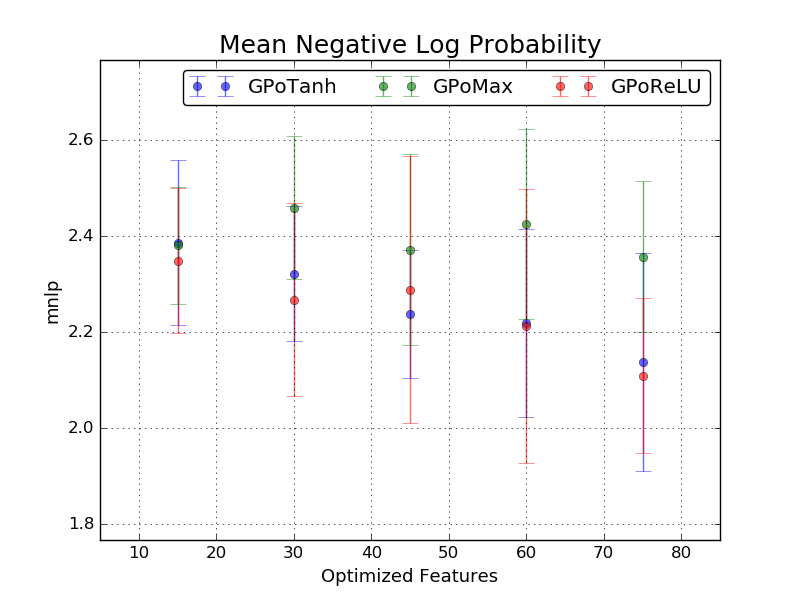 Mean Negative Log Probability
GPoTanh GPoMax GPoReLU
2.6
2.4
2.2
2.0
1.8
mnlp
10 20 30 40 50 60 70 80
Optimized Features